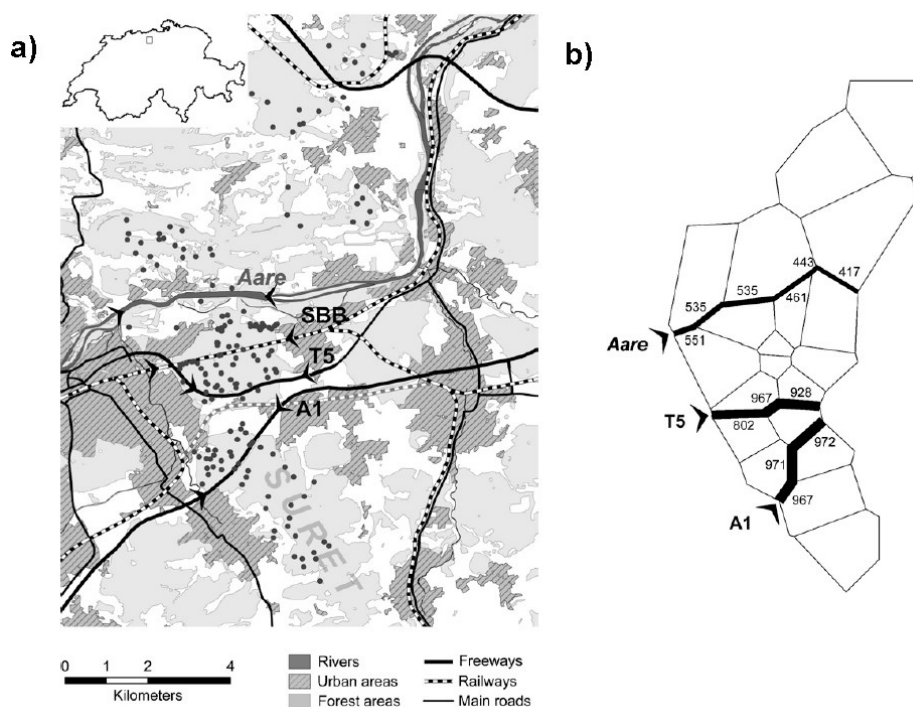 a)
Aare
SBB
T5
A1
SURET
0 1 2 4
Kilometers
Rivers
Urban areas
Forest areas
Freeways
Railways
Main roads
b)
443
417
535
535
461
551
Aare
967
928
T5
802
972
971
967
A1